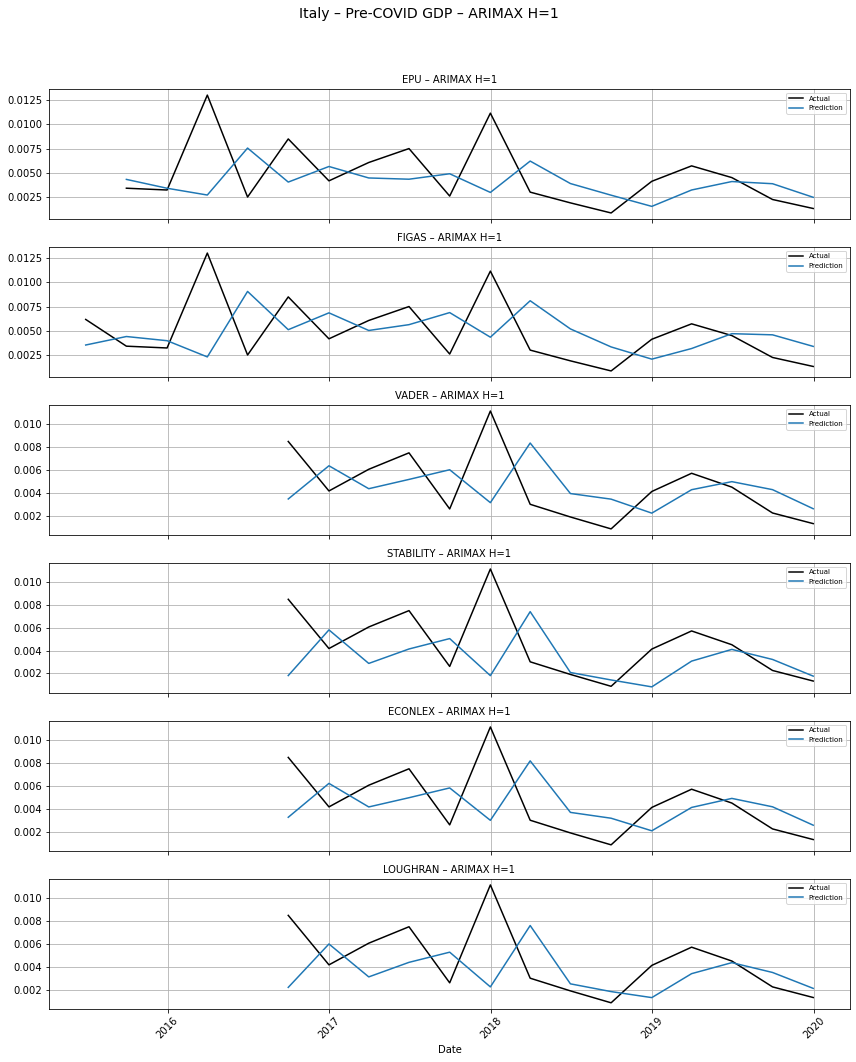 Italy – Pre-COVID GDP – ARIMAX H=1
EPU – ARIMAX H=1
0.0125
0.0100
0.0075
0.0050
0.0025
Actual
Prediction
FIGAS – ARIMAX H=1
0.0125
0.0100
0.0075
0.0050
0.0025
Actual
Prediction
VADER – ARIMAX H=1
0.010
0.008
0.006
0.004
0.002
Actual
Prediction
STABILITY – ARIMAX H=1
0.010
0.008
0.006
0.004
0.002
Actual
Prediction
ECONLEX – ARIMAX H=1
0.010
0.008
0.006
0.004
0.002
Actual
Prediction
LOUGHRAN – ARIMAX H=1
0.010
0.008
0.006
0.004
0.002
Actual
Prediction
2016 2017 2018 2019 2020
Date